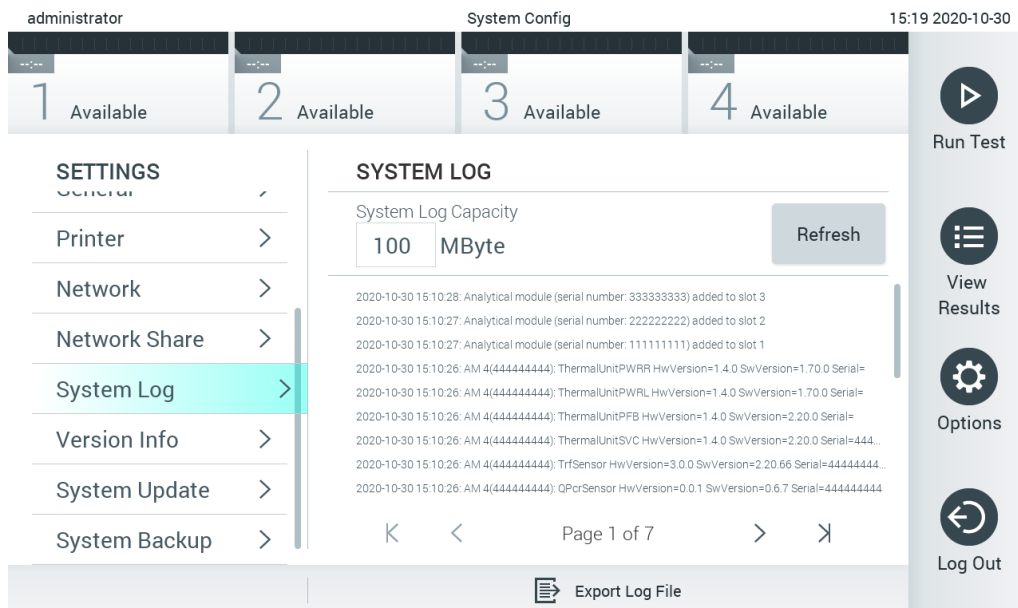 administrator
System Config
15:19 2020-10-30
--:--
1 Available
--:--
2 Available
--:--
3 Available
--:--
4 Available
Run Test
View
Results
Options
Log Out
SETTINGS
General
Printer
Network
Network Share
System Log
Version Info
System Update
System Backup
SYSTEM LOG
System Log Capacity
100 MByte
Refresh
2020-10-30 15:10:28: Analytical module (serial number: 333333333) added to slot 3
2020-10-30 15:10:27: Analytical module (serial number: 222222222) added to slot 2
2020-10-30 15:10:27: Analytical module (serial number: 111111111) added to slot 1
2020-10-30 15:10:26: AM 4(444444444): ThermalUnitPWRR HwVersion=1.4.0 SwVersion=1.70.0 Serial=
2020-10-30 15:10:26: AM 4(444444444): ThermalUnitPWRL HwVersion=1.4.0 SwVersion=1.70.0 Serial=
2020-10-30 15:10:26: AM 4(444444444): ThermalUnitPFB HwVersion=1.4.0 SwVersion=2.20.0 Serial=
2020-10-30 15:10:26: AM 4(444444444): ThermalUnitSVC HwVersion=1.4.0 SwVersion=2.20.0 Serial=444...
2020-10-30 15:10:26: AM 4(444444444): TrfSensor HwVersion=3.0.0 SwVersion=2.20.66 Serial=44444444...
2020-10-30 15:10:26: AM 4(444444444): QPcrSensor HwVersion=0.0.1 SwVersion=0.6.7 Serial=444444444
Page 1 of 7
Export Log File